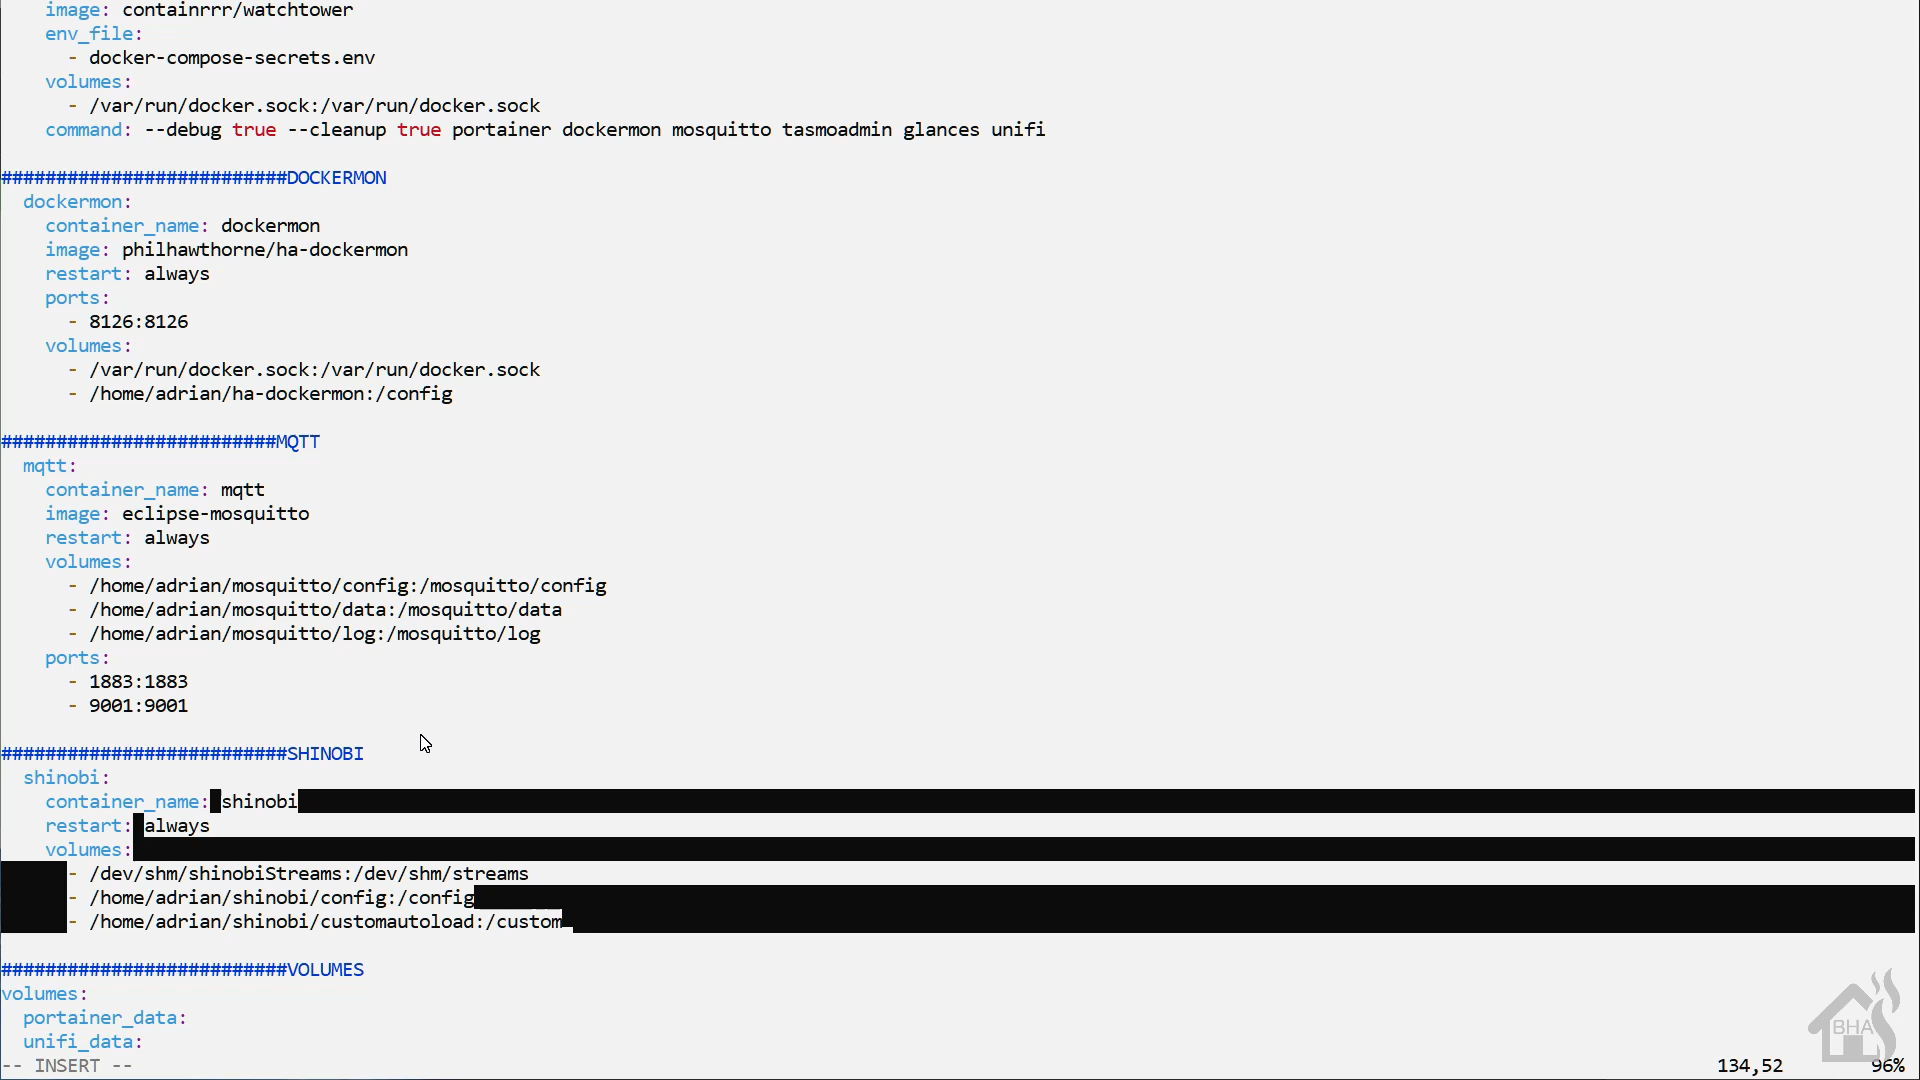 image: containrrr/watchtower
    env_file:
      - docker-compose-secrets.env
    volumes:
      - /var/run/docker.sock:/var/run/docker.sock
    command: --debug true --cleanup true portainer dockermon mosquitto tasmoadmin glances unifi
##########################DOCKERMON
  dockermon:
    container_name: dockermon
    image: philhawthorne/ha-dockermon
    restart: always
    ports:
      - 8126:8126
    volumes:
      - /var/run/docker.sock:/var/run/docker.sock
      - /home/adrian/ha-dockermon:/config
#########################MQTT
  mqtt:
    container_name: mqtt
    image: eclipse-mosquitto
    restart: always
    volumes:
      - /home/adrian/mosquitto/config:/mosquitto/config
      - /home/adrian/mosquitto/data:/mosquitto/data
      - /home/adrian/mosquitto/log:/mosquitto/log
    ports:
      - 1883:1883
      - 9001:9001
##########################SHINOBI
  shinobi:
    container_name: shinobi
    restart: always
    volumes:
      - /dev/shm/shinobiStreams:/dev/shm/streams
      - /home/adrian/shinobi/config:/config
      - /home/adrian/shinobi/customautoload:/custom
##########################VOLUMES
volumes:
  portainer_data:
  unifi_data:
BHA
-- INSERT -- 134,52 96%